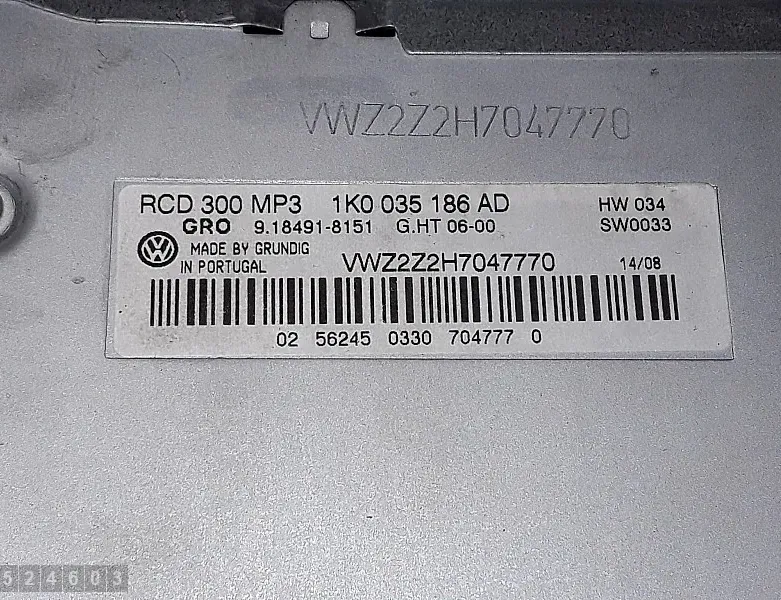 VWZ2Z2H7047770
RCD 300 MP3 1K0 035 186 AD HW 034
GRO 9.18491-8151 G.HT 06-00 SW0033
MADE BY GRUNDIG
IN PORTUGAL VWZ2Z2H7047770 14/08
02 56245 0330 704777 0
524603